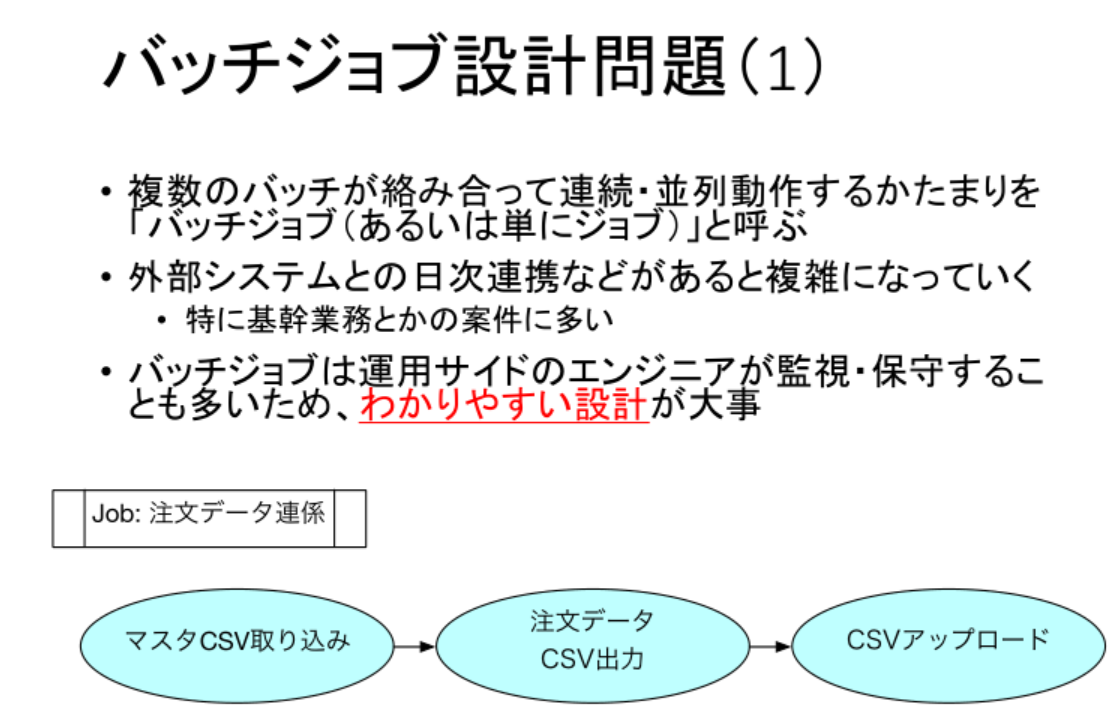 バッチジョブ設計問題(1)
• 複数のバッチが絡み合って連続・並列動作するかたまりを
「バッチジョブ(あるいは単にジョブ)」と呼ぶ
• 外部システムとの日次連携などがあると複雑になっていく
• 特に基幹業務とかの案件に多い
• バッチジョブは運用サイドのエンジニアが監視・保守するこ
とも多いため、わかりやすい設計が大事
Job: 注文データ連係
マスタCSV取り込み
注文データ
CSV出力
CSVアップロード